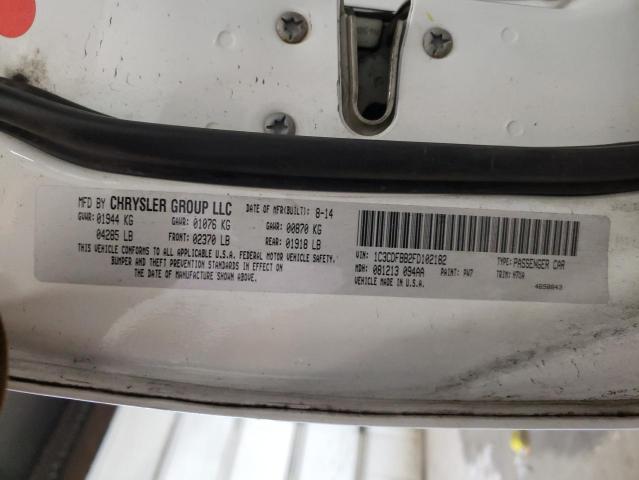 MFD BY CHRYSLER GROUP LLC DATE OF MFR(BUILT): 8-14
GVWR: 01944 KG GAWR: 01076 KG GAWR: 00870 KG
04285 LB FRONT: 02370 LB REAR: 01918 LB
THIS VEHICLE CONFORMS TO ALL APPLICABLE U.S.A. FEDERAL MOTOR VEHICLE SAFETY,
BUMPER AND THEFT PREVENTION STANDARDS IN EFFECT ON
THE DATE OF MANUFACTURE SHOWN ABOVE.
VIN: 1C3CDFBB2FD102182 TYPE: PASSENGER CAR
MDH: 081213 094AA PAINT: PW7 TRIM:
VEHICLE MADE IN U.S.A. 4658843